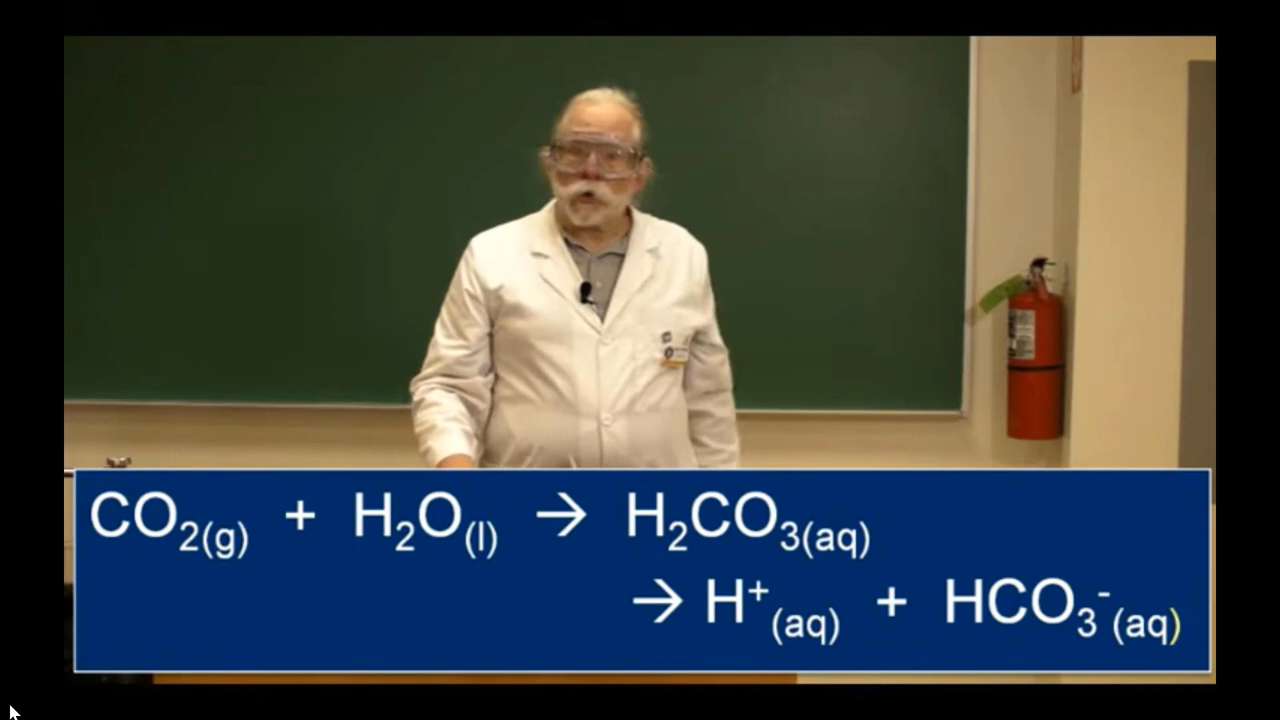 CO₂(g) + H₂O(l) → H₂CO₃(aq)
→ H⁺(aq) + HCO₃⁻(aq)